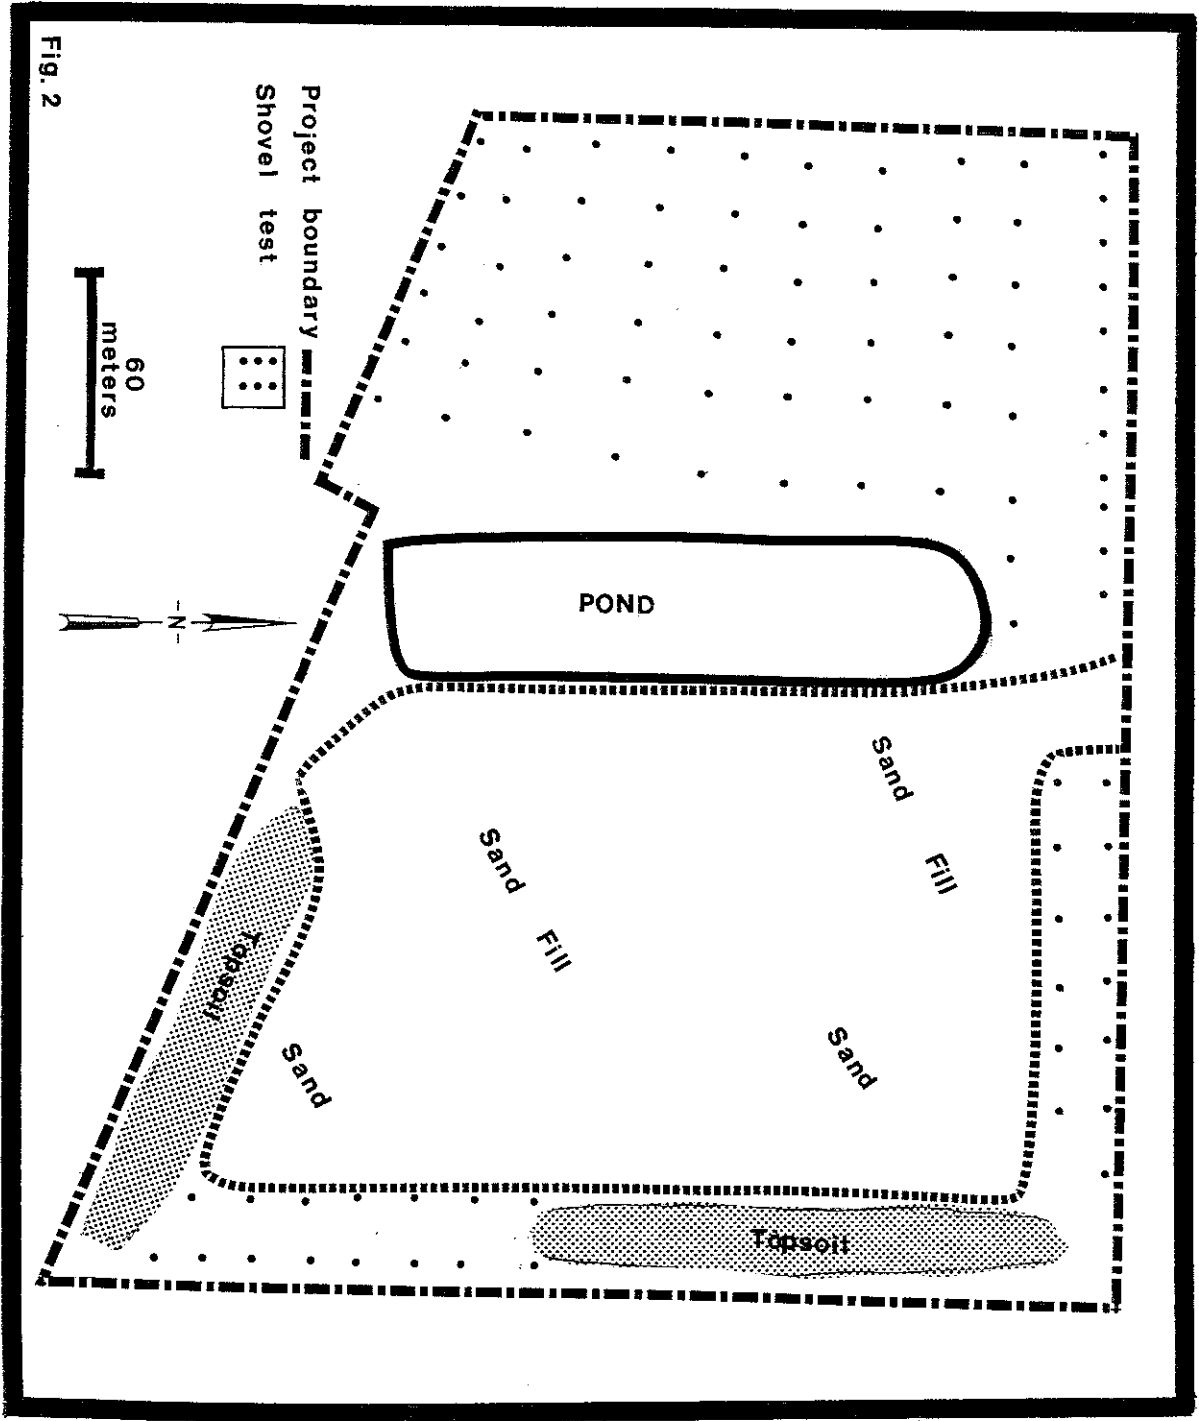 Fig. 2
Project boundary
Shovel test
60
meters
N
POND
Sand Fill
Sand Fill
Sand
Sand
Topsoil
Topsoil